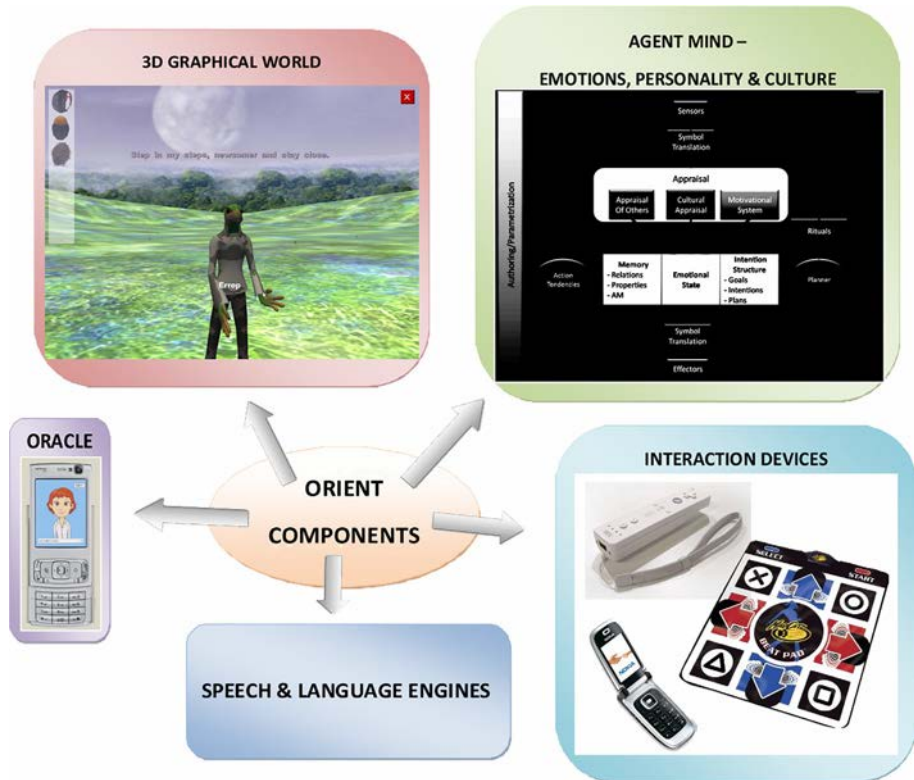 3D GRAPHICAL WORLD
X
Step in my steps, newcomer and stay close.
Errep
AGENT MIND –
EMOTIONS, PERSONALITY & CULTURE
Authoring/Parametrization
Sensors
Symbol
Translation
Appraisal
Appraisal
Of Others
Cultural
Appraisal
Motivational
System
Rituals
Action
Tendencies
Memory
- Relations
- Properties
- AM
Emotional
State
Intention
Structure
- Goals
- Intentions
- Plans
Planner
Symbol
Translation
Effectors
ORACLE
ORIENT
COMPONENTS
INTERACTION DEVICES
SELECT
START
BEAT PAD
NOKIA
SPEECH & LANGUAGE ENGINES